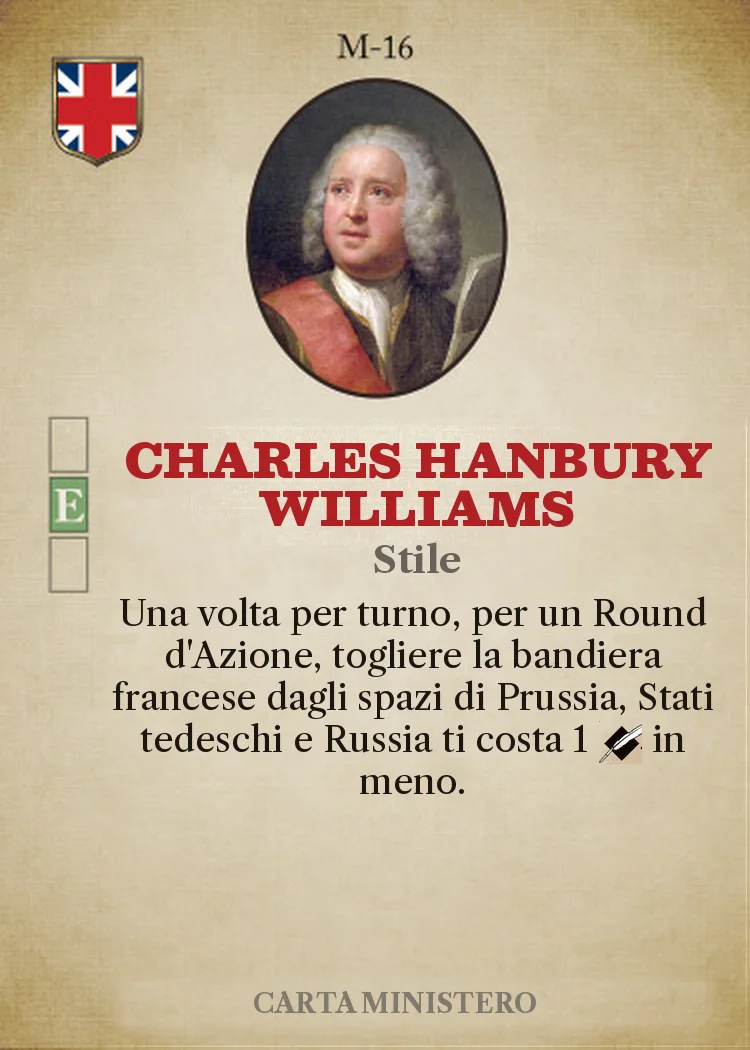 M-16
E
CHARLES HANBURY
WILLIAMS
Stile
Una volta per turno, per un Round
d'Azione, togliere la bandiera
francese dagli spazi di Prussia, Stati
tedeschi e Russia ti costa 1 in
meno.
CARTA MINISTERO